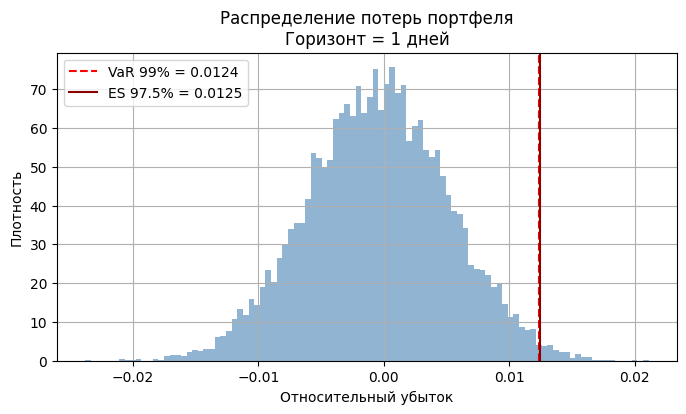 Распределение потерь портфеля
Горизонт = 1 дней
VaR 99% = 0.0124
ES 97.5% = 0.0125
Плотность
70
60
50
40
30
20
10
0
−0.02
−0.01
0.00
0.01
0.02
Относительный убыток